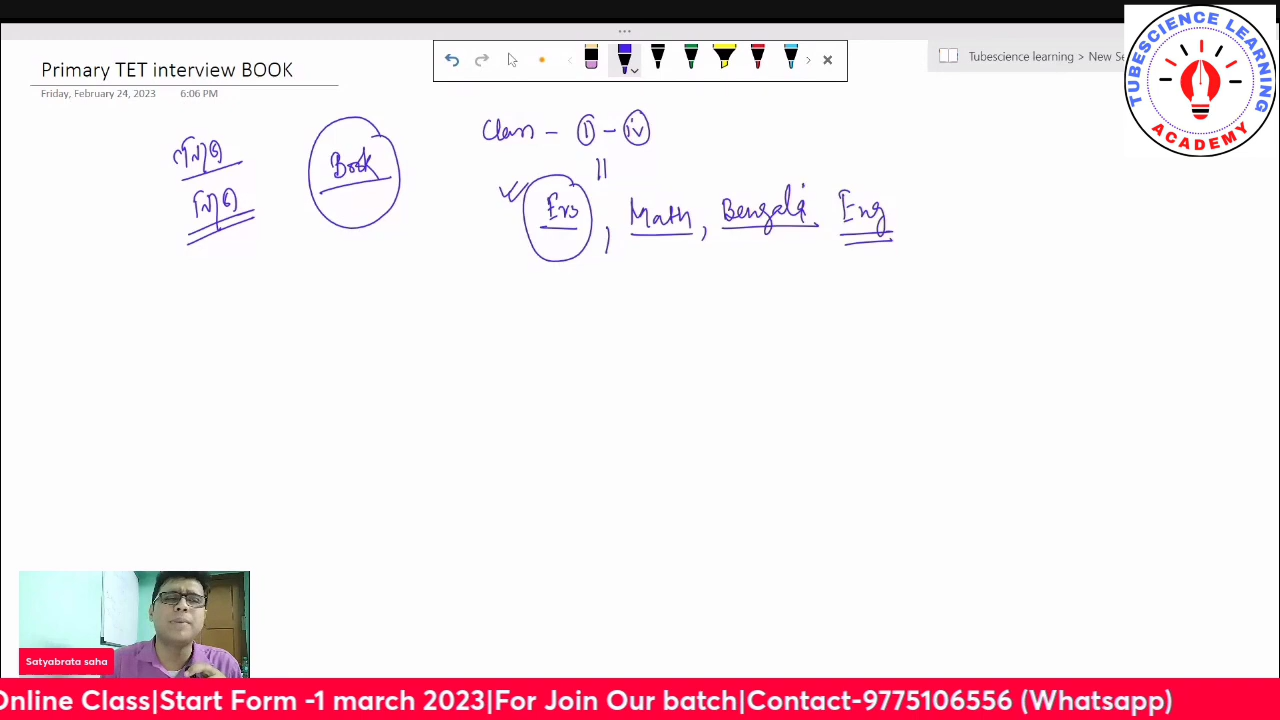 Primary TET interview BOOK
Friday, February 24, 2023 6:06 PM
Tubescience learning > New Se
TUBESCIENCE LEARNING
ACADEMY
Class - i - iv
Book
Evs, Math, Bengali, Eng
Satyabrata saha
Online Class|Start Form -1 march 2023|For Join Our batch|Contact-9775106556 (Whatsapp)